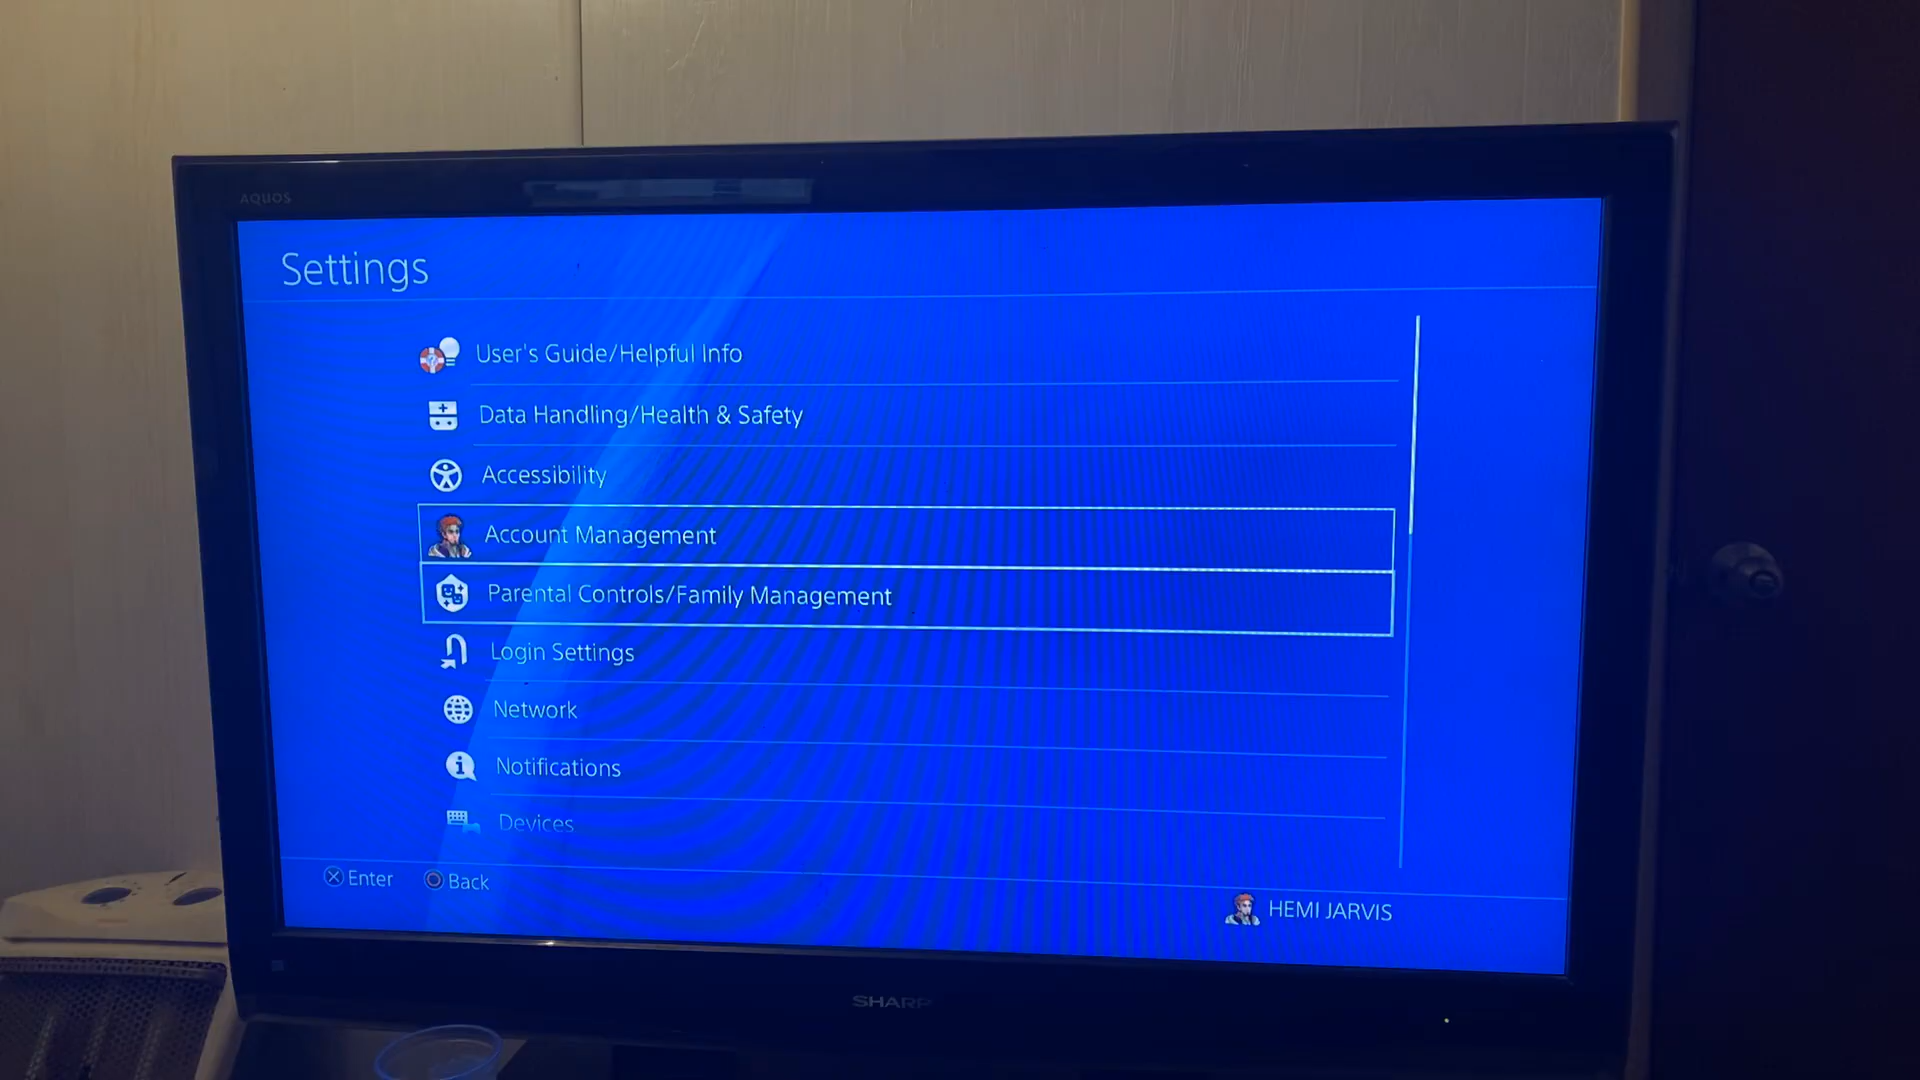 AQUOS
Settings
User's Guide/Helpful Info
Data Handling/Health & Safety
Accessibility
Account Management
Parental Controls/Family Management
Login Settings
Network
Notifications
Devices
Enter
Back
HEMI JARVIS
SHARP